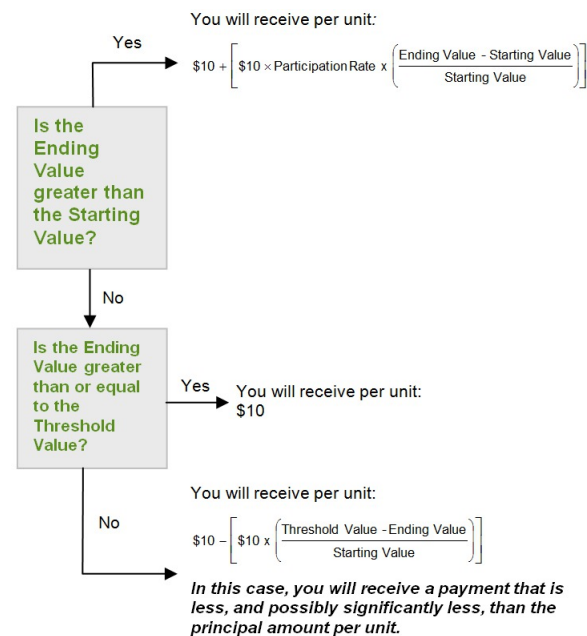 You will receive per unit:
Yes
$10 + [ $10 × Participation Rate x ( Ending Value - Starting Value / Starting Value ) ]
Is the
Ending
Value
greater than
the Starting
Value?
No
Is the Ending
Value greater
than or equal
to the
Threshold
Value?
Yes
You will receive per unit:
$10
You will receive per unit:
No
$10 – [ $10 x ( Threshold Value - Ending Value / Starting Value ) ]
In this case, you will receive a payment that is
less, and possibly significantly less, than the
principal amount per unit.